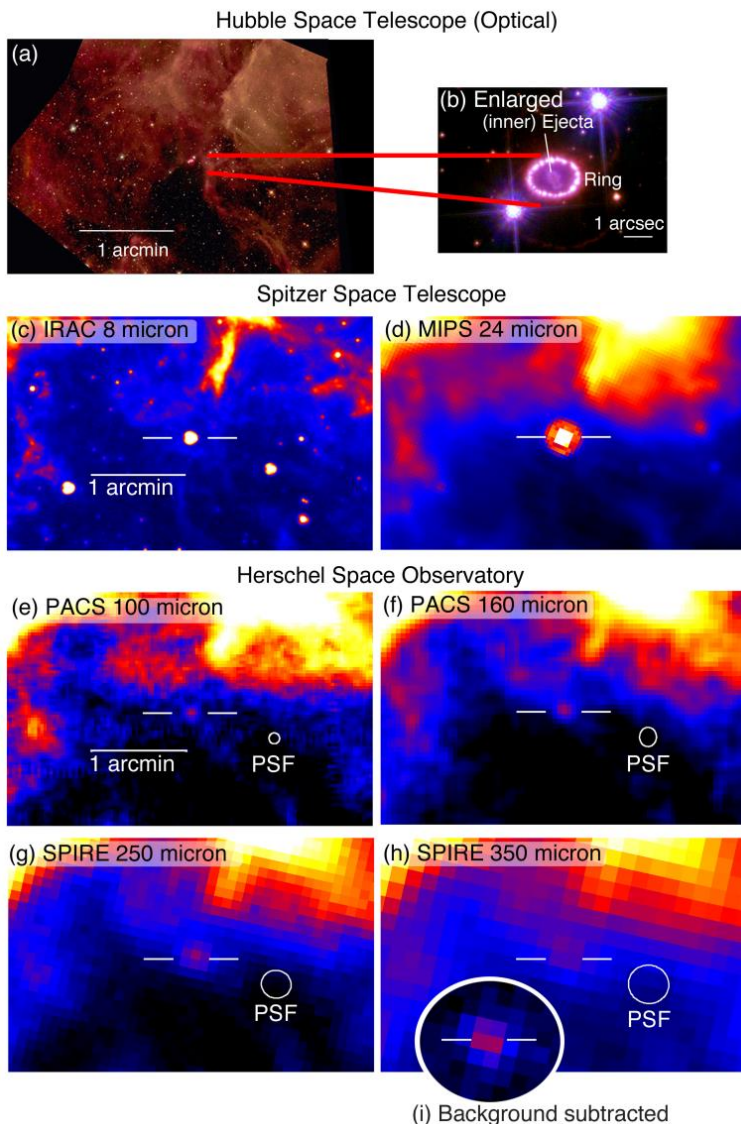 Hubble Space Telescope (Optical)
(a)
1 arcmin
(b) Enlarged
(inner) Ejecta
Ring
1 arcsec
Spitzer Space Telescope
(c) IRAC 8 micron
1 arcmin
(d) MIPS 24 micron
Herschel Space Observatory
(e) PACS 100 micron
1 arcmin
PSF
(f) PACS 160 micron
PSF
(g) SPIRE 250 micron
PSF
(h) SPIRE 350 micron
PSF
(i) Background subtracted